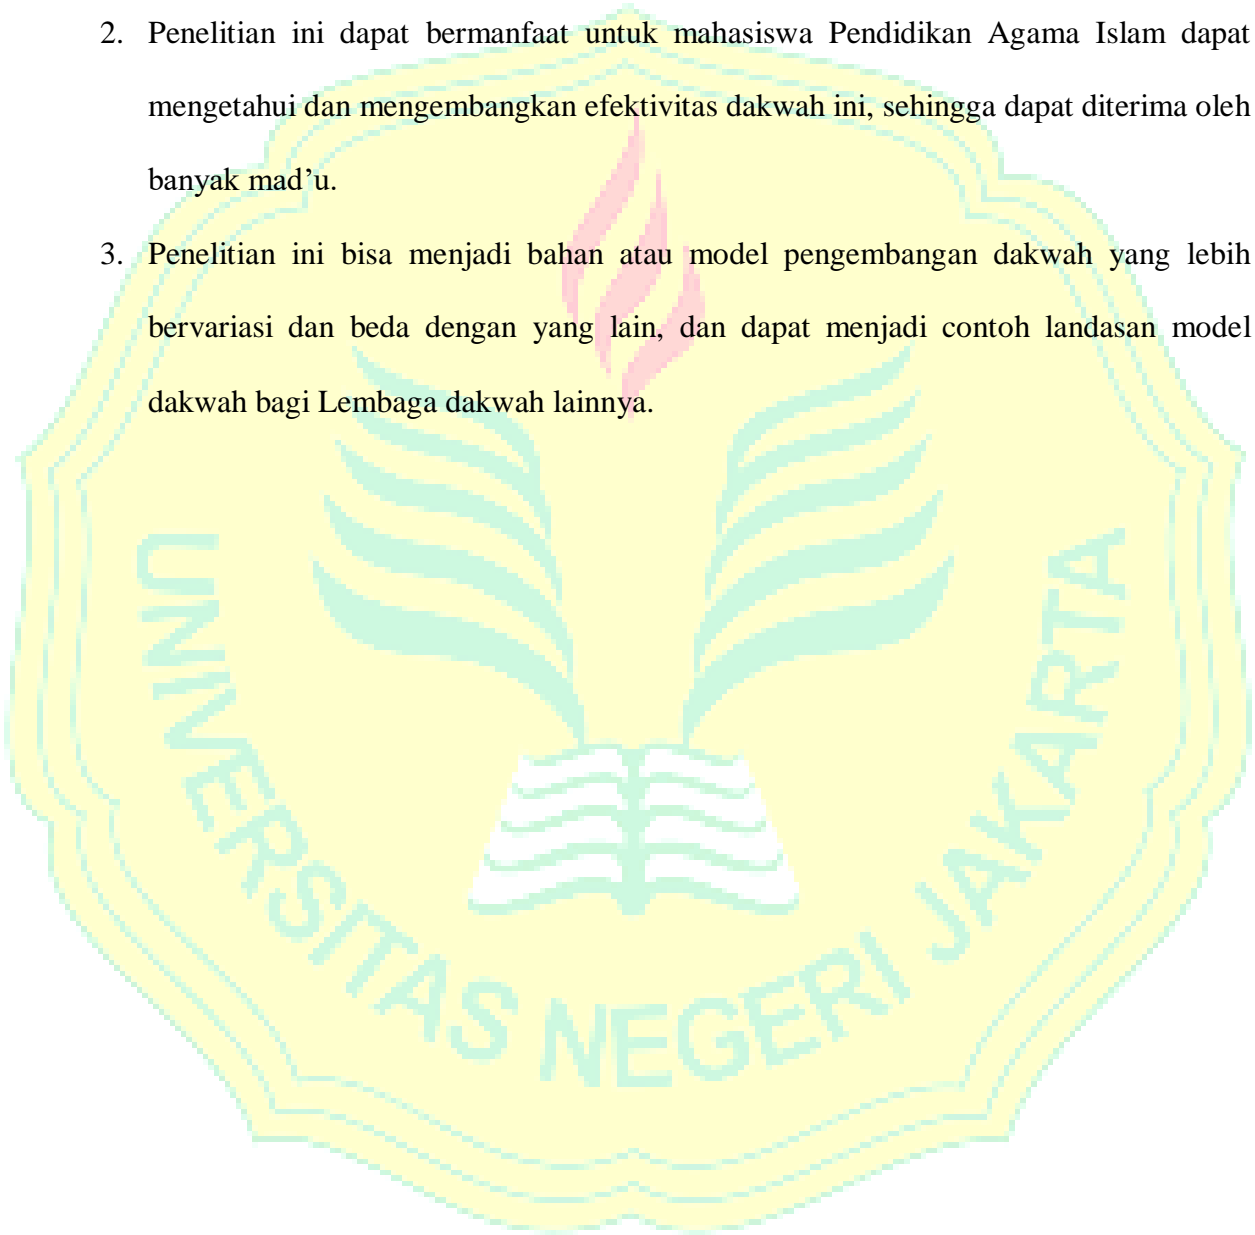 2. Penelitian ini dapat bermanfaat untuk mahasiswa Pendidikan Agama Islam dapat
mengetahui dan mengembangkan efektivitas dakwah ini, sehingga dapat diterima oleh
banyak mad’u.
3. Penelitian ini bisa menjadi bahan atau model pengembangan dakwah yang lebih
bervariasi dan beda dengan yang lain, dan dapat menjadi contoh landasan model
dakwah bagi Lembaga dakwah lainnya.
UNIVERSITAS NEGERI JAKARTA